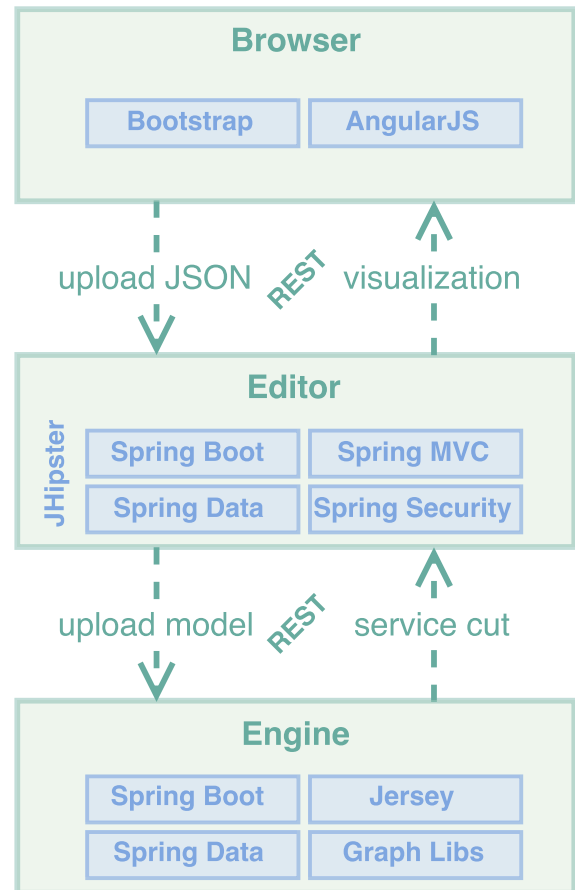 Browser
Bootstrap
AngularJS
upload JSON
REST
visualization
Editor
JHipster
Spring Boot
Spring MVC
Spring Data
Spring Security
upload model
REST
service cut
Engine
Spring Boot
Jersey
Spring Data
Graph Libs